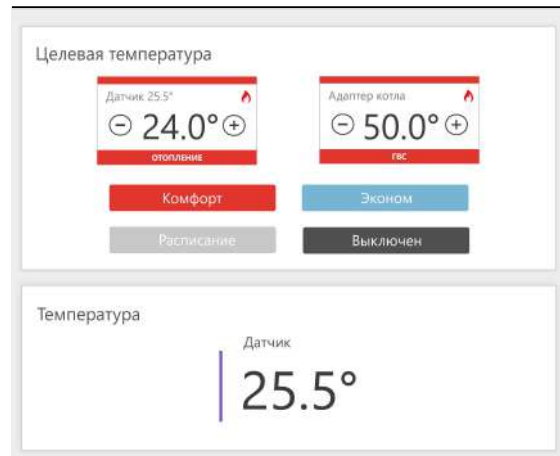 Целевая температура
Датчик 25.5°
24.0°
ОТОПЛЕНИЕ
Адаптер котла
50.0°
ГВС
Комфорт
Эконом
Расписание
Выключен
Температура
Датчик
25.5°